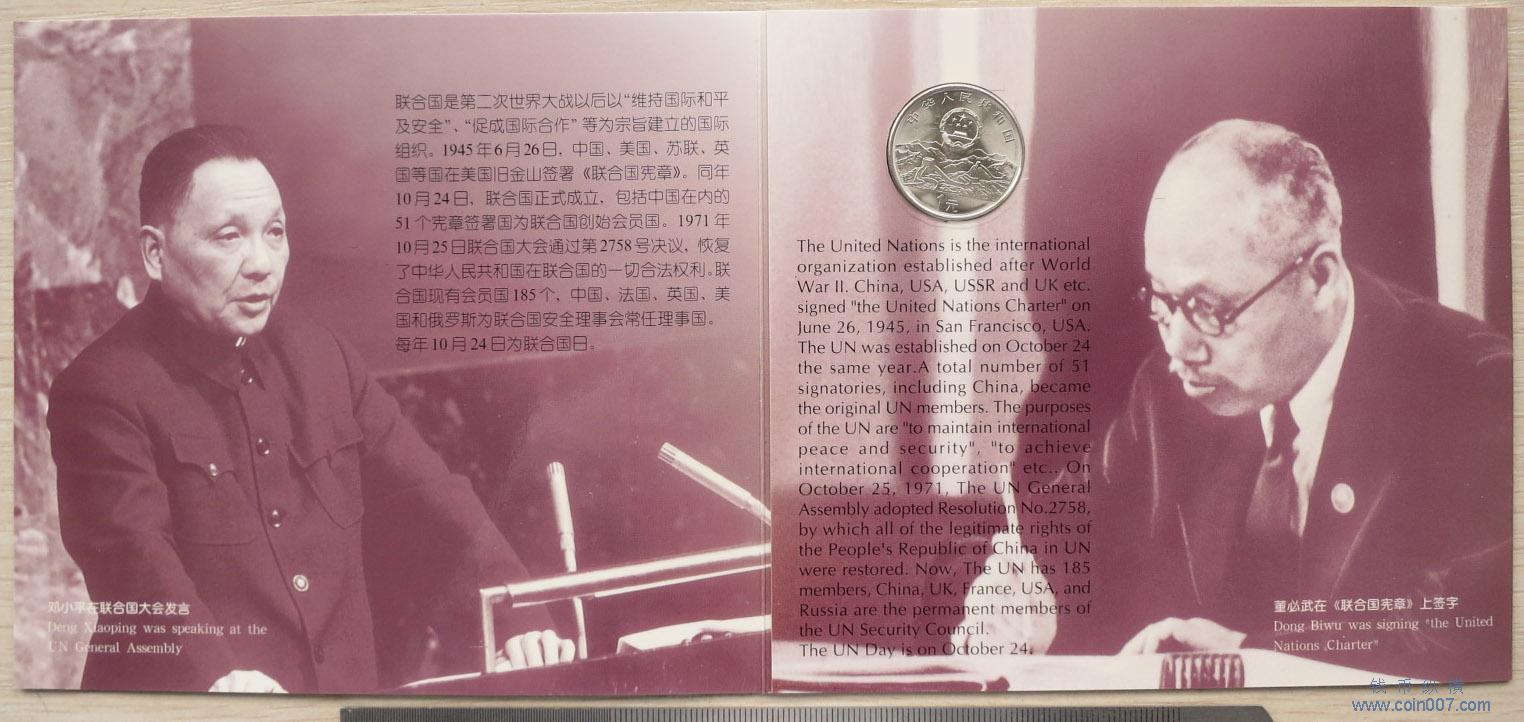 联合国是第二次世界大战以后以“维持国际和平
及安全”、“促成国际合作”等为宗旨建立的国际
组织。1945年6月26日，中国、美国、苏联、英
国等国在美国旧金山签署《联合国宪章》。同年
10月24日，联合国正式成立，包括中国在内的
51个宪章签署国为联合国创始会员国。1971年
10月25日联合国大会通过第2758号决议，恢复
了中华人民共和国在联合国的一切合法权利。联
合国现有会员国185个，中国、法国、英国、美
国和俄罗斯为联合国安全理事会常任理事国。
每年10月24日为联合国日。
邓小平在联合国大会发言
Deng Xiaoping was speaking at the
UN General Assembly
中华人民共和国
The United Nations is the international
organization established after World
War II. China, USA, USSR and UK etc.
signed "the United Nations Charter" on
June 26, 1945, in San Francisco, USA.
The UN was established on October 24
the same year.A total number of 51
signatories, including China, became
the original UN members. The purposes
of the UN are "to maintain international
peace and security", "to achieve
international cooperation" etc.. On
October 25, 1971, The UN General
Assembly adopted Resolution No.2758,
by which all of the legitimate rights of
the People's Republic of China in UN
were restored. Now, The UN has 185
members, China, UK, France, USA, and
Russia are the permanent members of
the UN Security Council.
The UN Day is on October 24.
董必武在《联合国宪章》上签字
Dong Biwu was signing "the United
Nations Charter"
钱币纵横
www.coin007.com